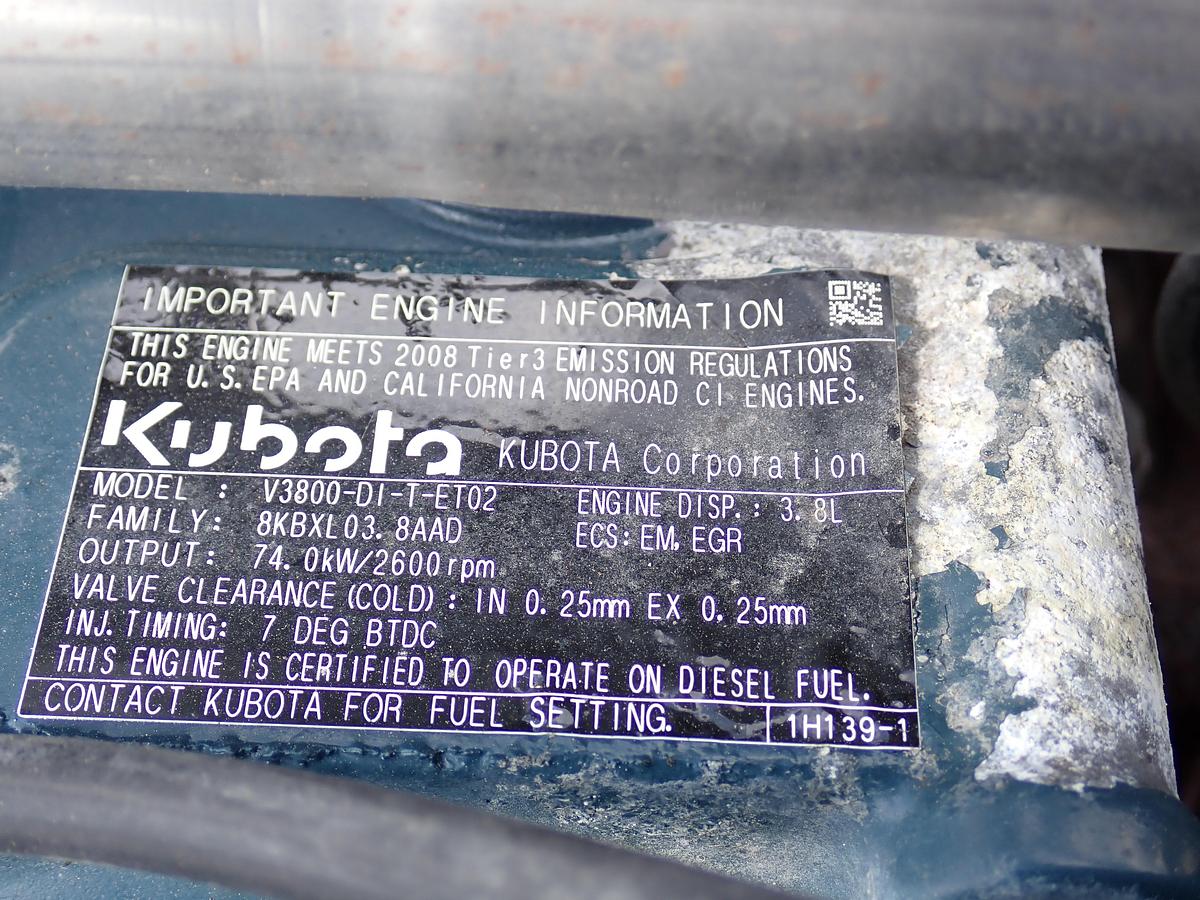 IMPORTANT ENGINE INFORMATION
THIS ENGINE MEETS 2008 Tier3 EMISSION REGULATIONS
FOR U.S.EPA AND CALIFORNIA NONROAD CI ENGINES.
Kubota KUBOTA Corporation
MODEL : V3800-DI-T-ET02 ENGINE DISP.: 3.8L
FAMILY: 8KBXL03.8AAD ECS: EM, EGR
OUTPUT: 74.0kW/2600rpm
VALVE CLEARANCE (COLD): IN 0.25mm EX 0.25mm
INJ. TIMING: 7 DEG BTDC
THIS ENGINE IS CERTIFIED TO OPERATE ON DIESEL FUEL.
CONTACT KUBOTA FOR FUEL SETTING. 1H139-1